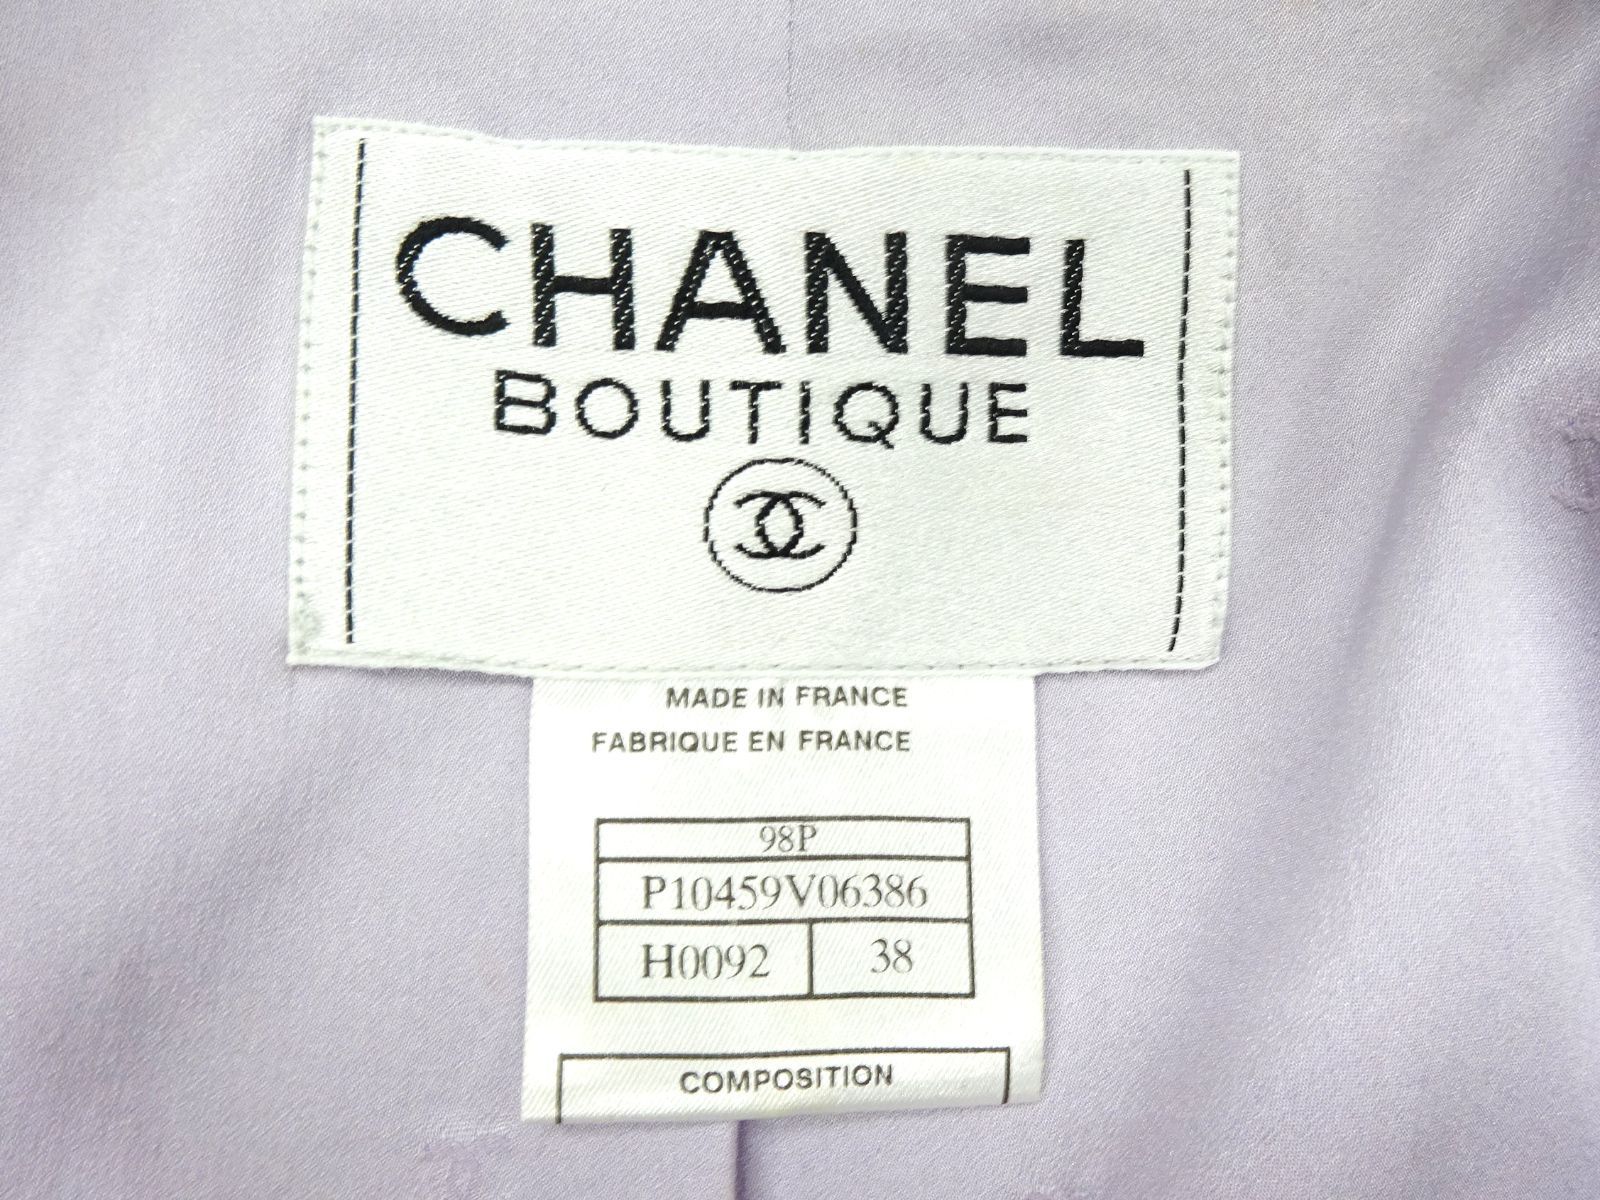 CHANEL
BOUTIQUE
MADE IN FRANCE
FABRIQUE EN FRANCE
98P
P10459V06386
H0092 38
COMPOSITION